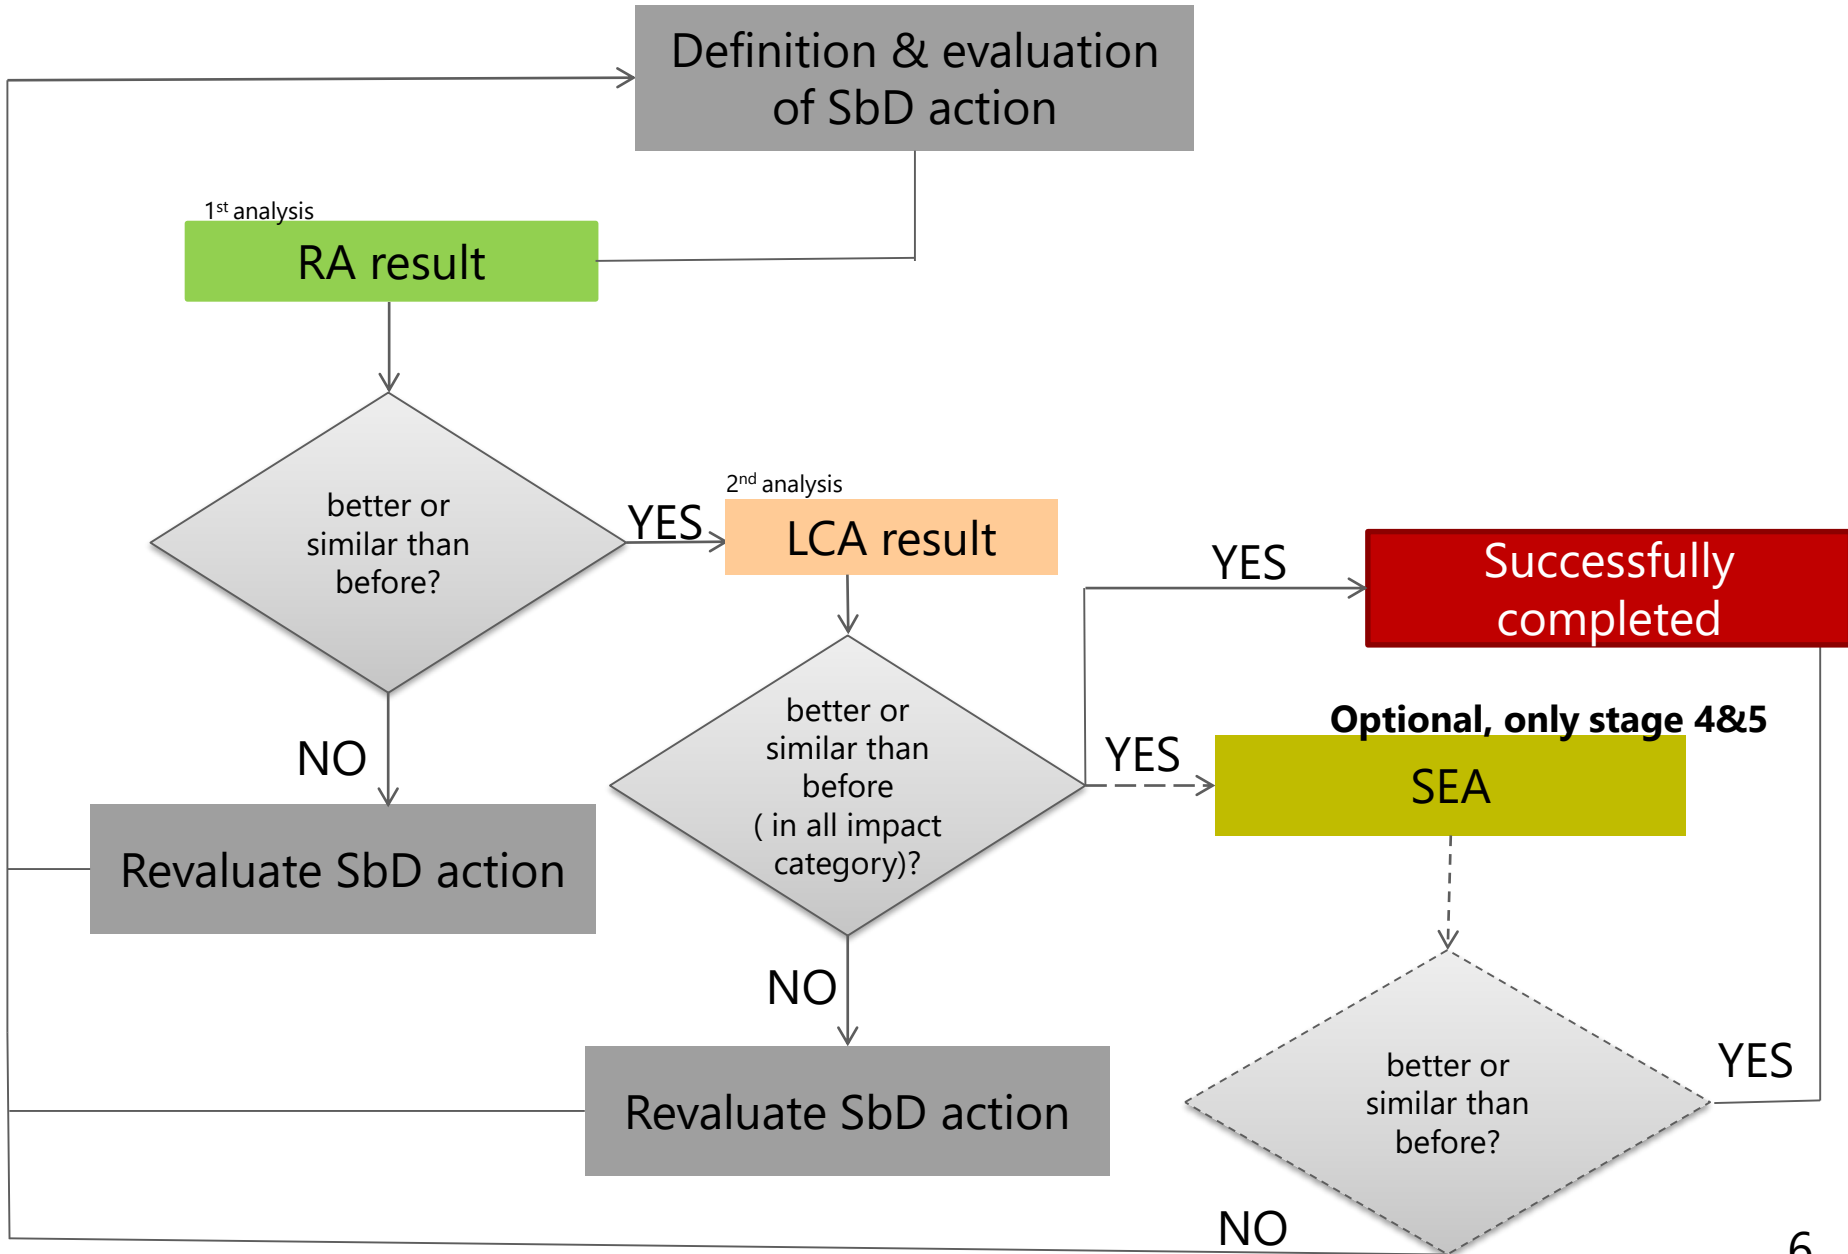 Definition & evaluation
of SbD action
1st analysis
RA result
better or
similar than
before?
YES
2nd analysis
LCA result
YES
Successfully
completed
NO
better or
similar than
before
( in all impact
category)?
YES
Optional, only stage 4&5
SEA
Revaluate SbD action
NO
Revaluate SbD action
better or
similar than
before?
YES
NO
6